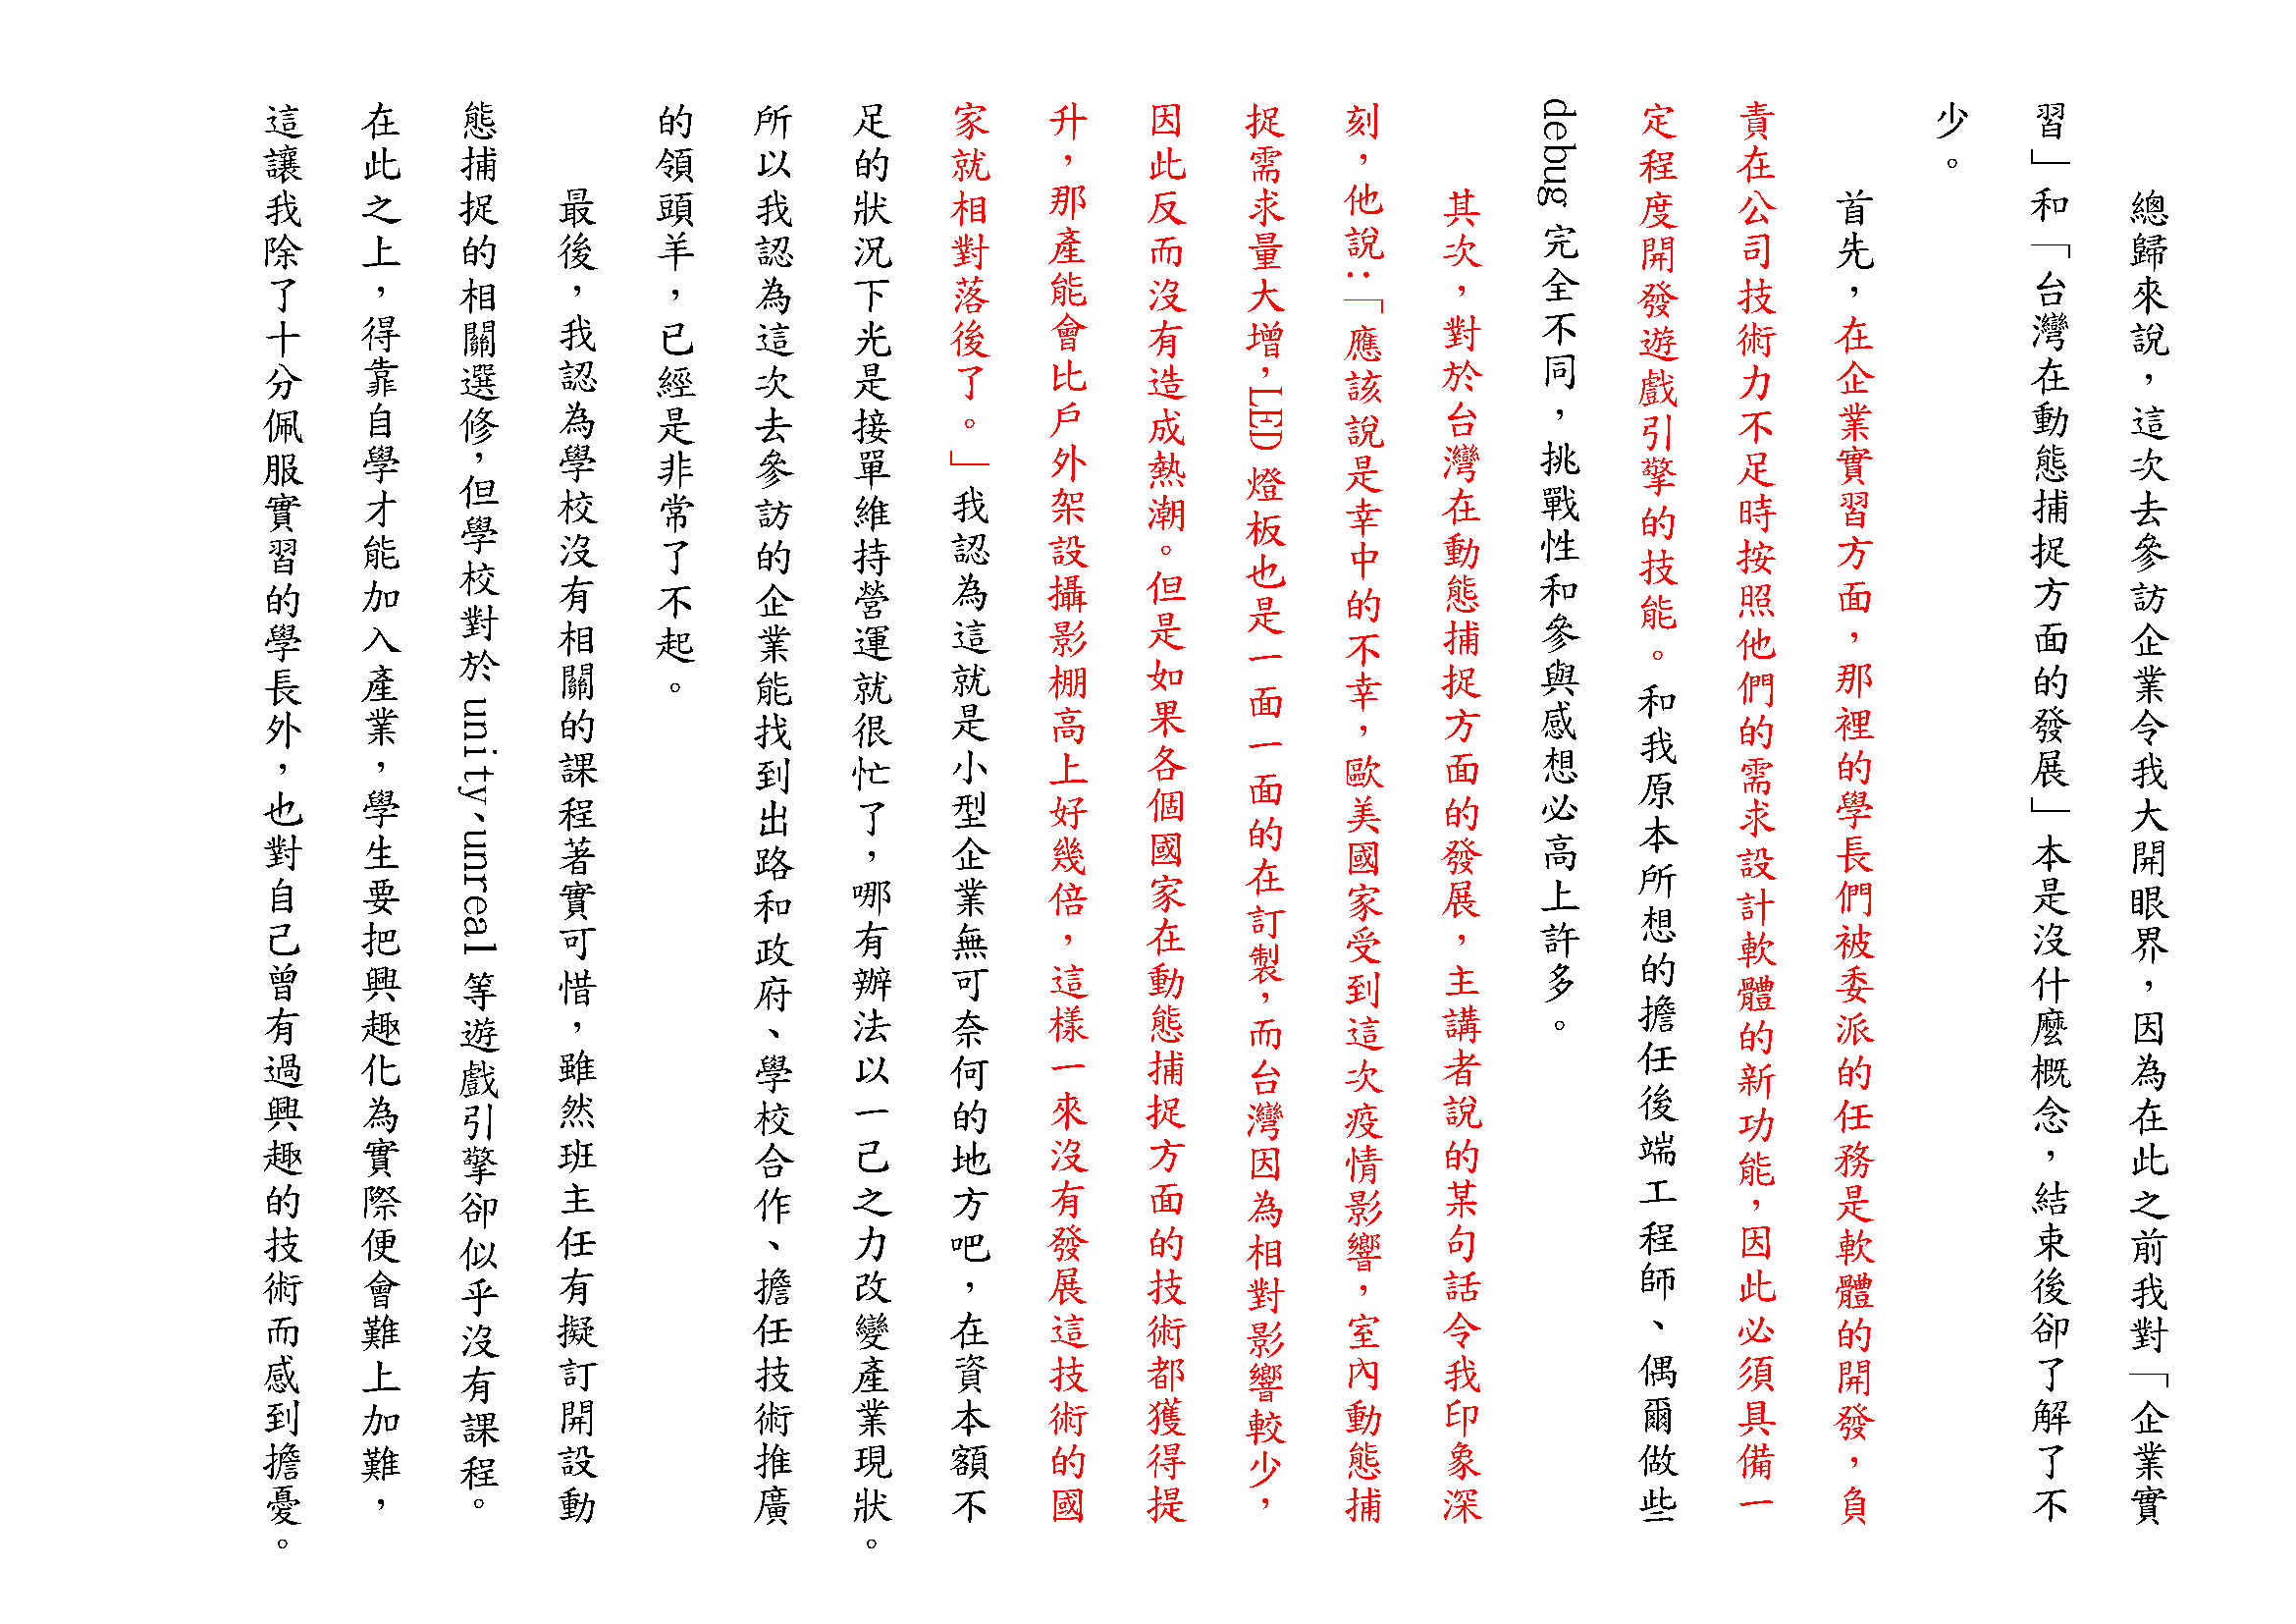 總歸來說，這次去參訪企業令我大開眼界，因為在此之前我對「企業實
習」和「台灣在動態捕捉方面的發展」本是沒什麼概念，結束後卻了解了不
少。
首先，在企業實習方面，那裡的學長們被委派的任務是軟體的開發，負
責在公司技術力不足時按照他們的需求設計軟體的新功能，因此必須具備一
定程度開發遊戲引擎的技能。和我原本所想的擔任後端工程師、偶爾做些
debug 完全不同，挑戰性和參與感想必高上許多。
其次，對於台灣在動態捕捉方面的發展，主講者說的某句話令我印象深
刻，他說：「應該說是幸中的不幸，歐美國家受到這次疫情影響，室內動態捕
捉需求量大增，LED 燈板也是一面一面的在訂製，而台灣因為相對影響較少，
因此反而沒有造成熱潮。但是如果各個國家在動態捕捉方面的技術都獲得提
升，那產能會比戶外架設攝影棚高上好幾倍，這樣一來沒有發展這技術的國
家就相對落後了。」我認為這就是小型企業無可奈何的地方吧，在資本額不
足的狀況下光是接單維持營運就很忙了，哪有辦法以一己之力改變產業現狀。
所以我認為這次去參訪的企業能找到出路和政府、學校合作、擔任技術推廣
的領頭羊，已經是非常了不起。
最後，我認為學校沒有相關的課程著實可惜，雖然班主任有擬訂開設動
態捕捉的相關選修，但學校對於 unity、unreal 等遊戲引擎卻似乎沒有課程。
在此之上，得靠自學才能加入產業，學生要把興趣化為實際便會難上加難，
這讓我除了十分佩服實習的學長外，也對自己曾有過興趣的技術而感到擔憂。